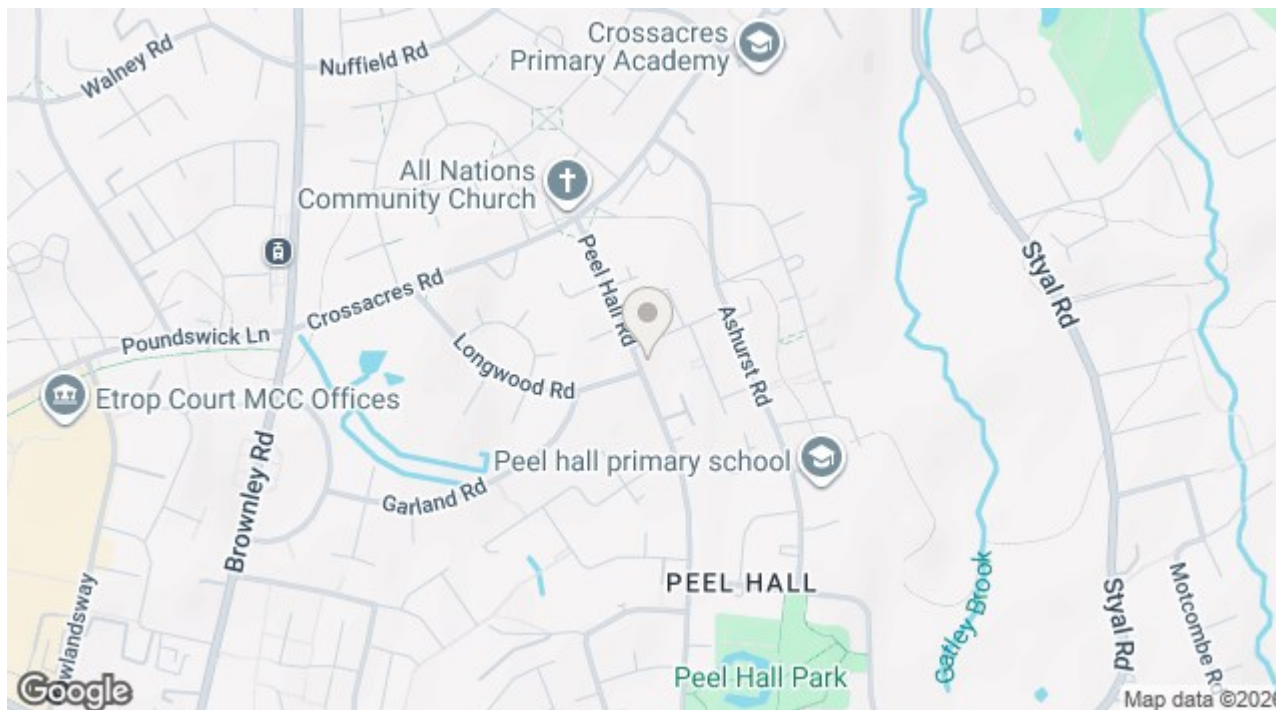 Crossacres
Primary Academy
Walney Rd
Nuffield Rd
All Nations
Community Church
Peel Hall Rd
Styal Rd
Crossacres Rd
Ashurst Rd
Poundswick Ln
Longwood Rd
Etrop Court MCC Offices
Brownley Rd
Peel hall primary school
Garland Rd
PEEL HALL
Gatley Brook
Styal Rd
Motcombe R
wlandsway
Peel Hall Park
Google
Map data ©2026